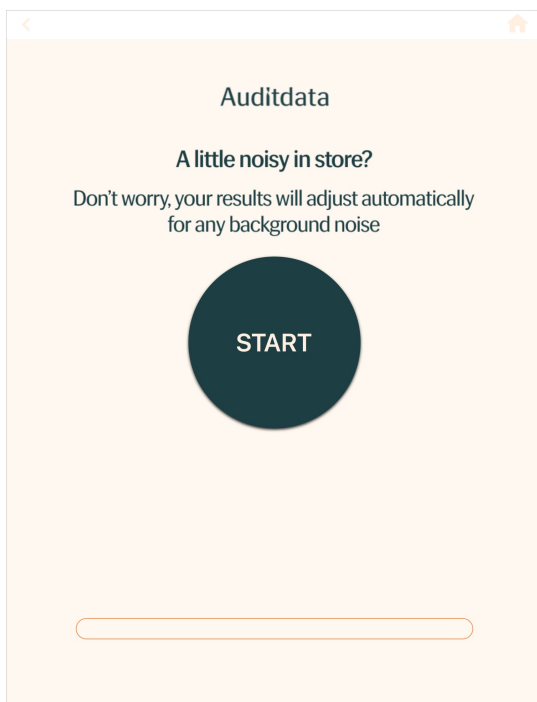 Auditdata
A little noisy in store?
Don’t worry, your results will adjust automatically
for any background noise
START